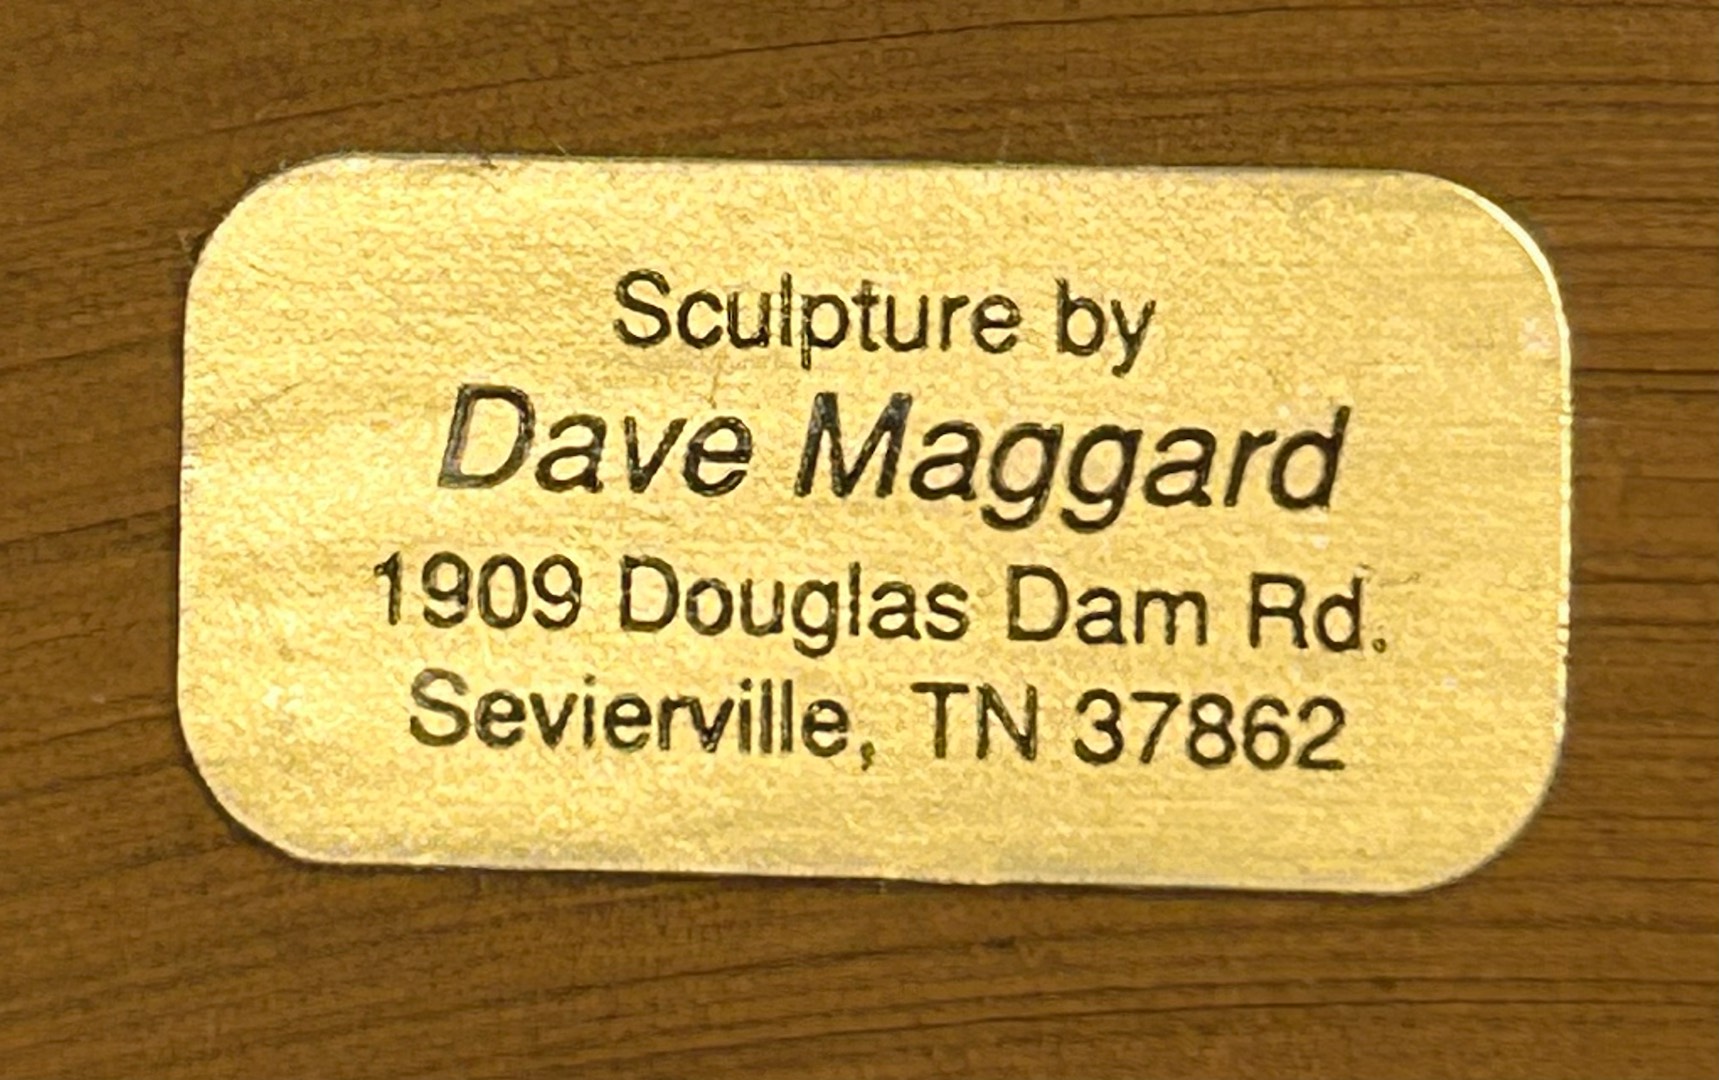 Sculpture by
Dave Maggard
1909 Douglas Dam Rd.
Sevierville, TN 37862